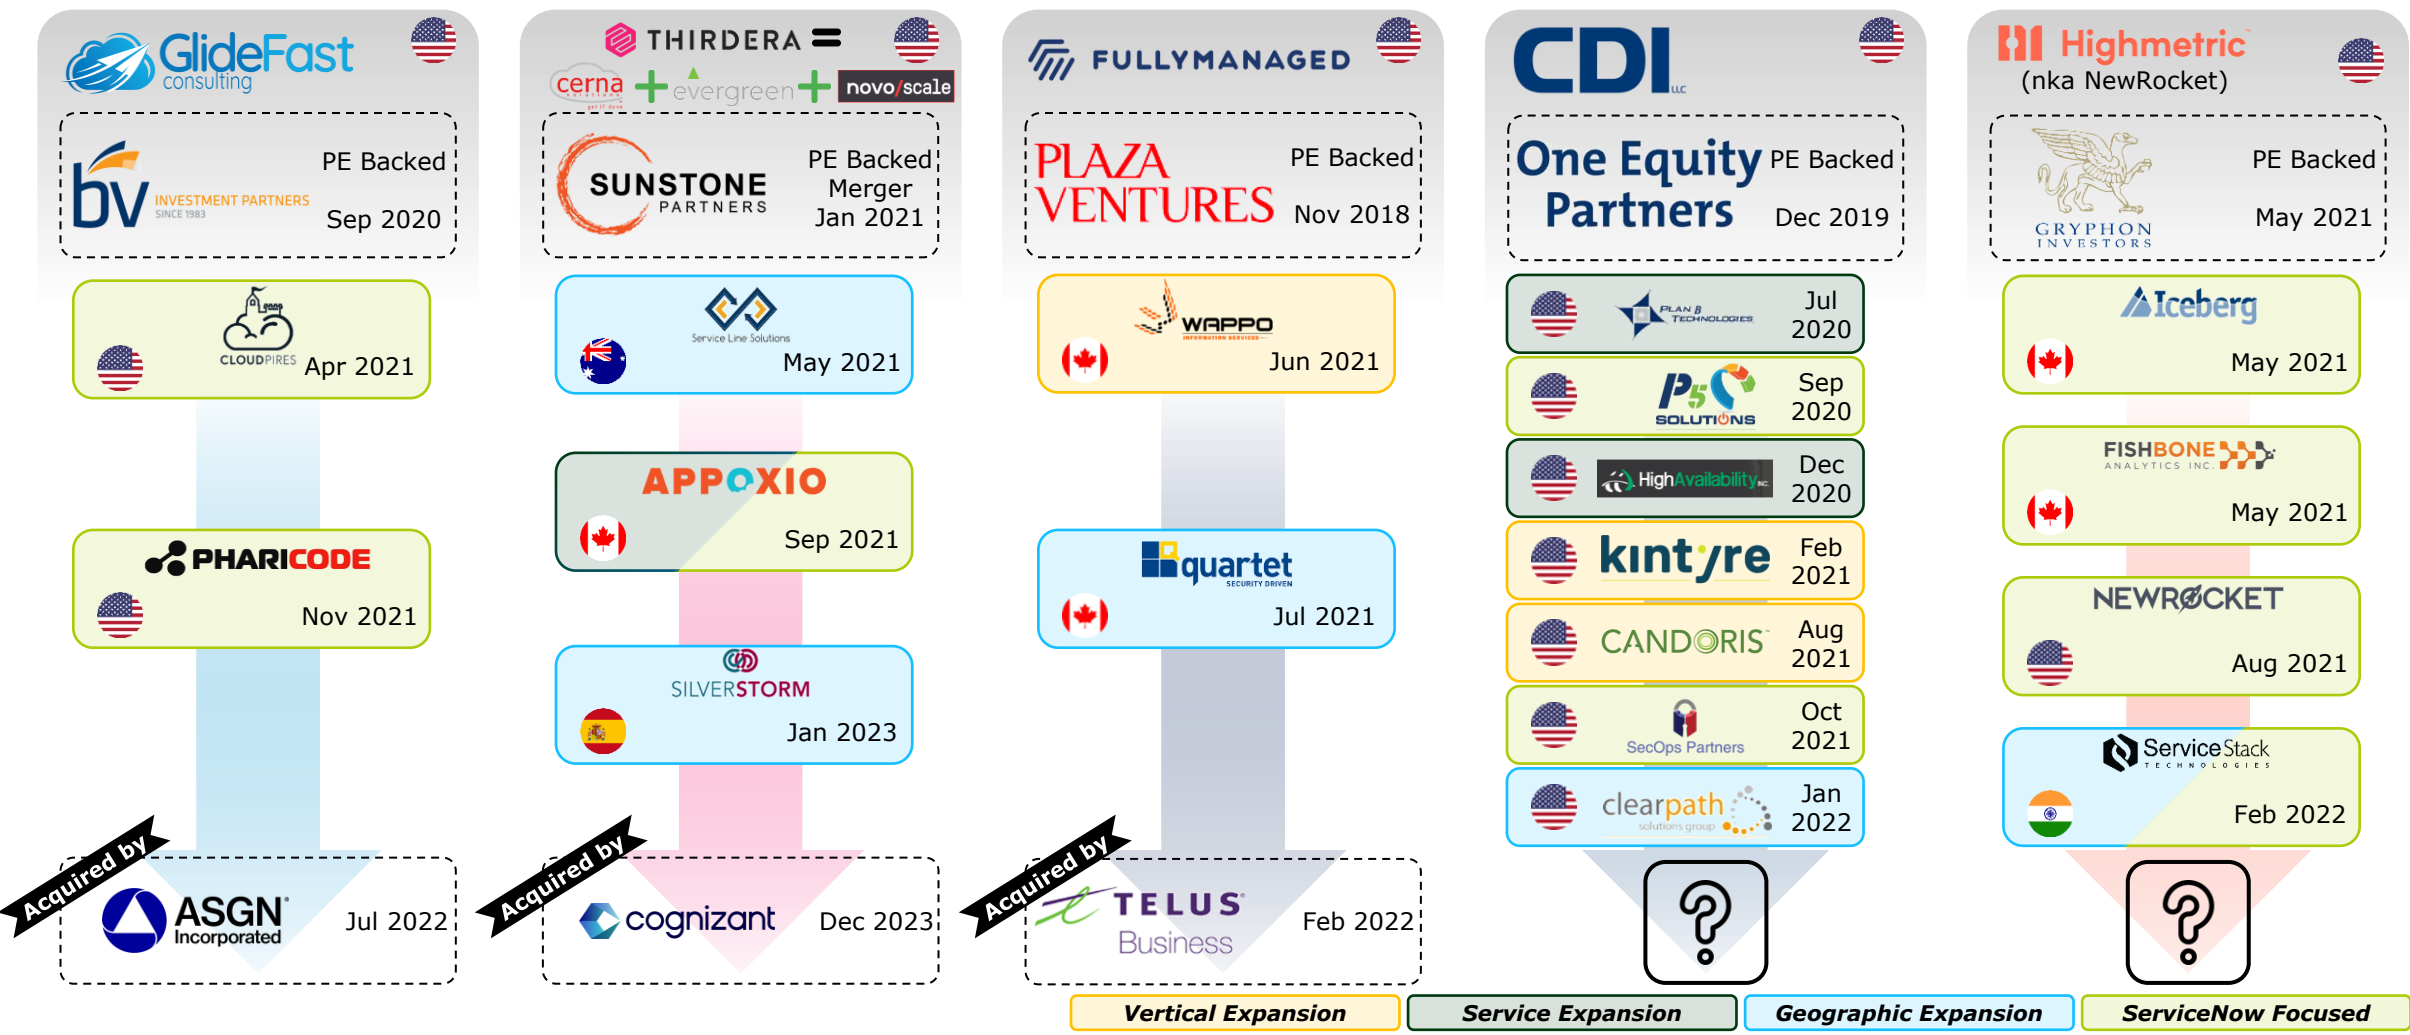 GlideFast
consulting
bv
INVESTMENT PARTNERS
SINCE 1983
PE Backed
Sep 2020
CLOUDPIRES
Apr 2021
PHARICODE
Nov 2021
Acquired by
ASGN
Incorporated
Jul 2022
THIRDERA =
cerna + evergreen + novo/scale
solutions
get IT done
SUNSTONE
PARTNERS
PE Backed
Merger
Jan 2021
Service Line Solutions
May 2021
APPOXIO
Sep 2021
SILVERSTORM
Jan 2023
Acquired by
cognizant
Dec 2023
FULLYMANAGED
PLAZA
VENTURES
PE Backed
Nov 2018
WAPPO
INFORMATION SERVICES
Jun 2021
quartet
SECURITY DRIVEN
Jul 2021
Acquired by
TELUS
Business
Feb 2022
CDI LLC
One Equity
Partners
PE Backed
Dec 2019
PLAN B
TECHNOLOGIES
Jul
2020
P5
SOLUTIONS
Sep
2020
HighAvailability INC.
Dec
2020
kintyre
Feb
2021
CANDORIS
Aug
2021
SecOps Partners
Oct
2021
clearpath
solutions group
Jan
2022
?
Highmetric
(nka NewRocket)
GRYPHON
INVESTORS
PE Backed
May 2021
Iceberg
May 2021
FISHBONE
ANALYTICS INC.
May 2021
NEWROCKET
Aug 2021
ServiceStack
TECHNOLOGIES
Feb 2022
?
Vertical Expansion
Service Expansion
Geographic Expansion
ServiceNow Focused